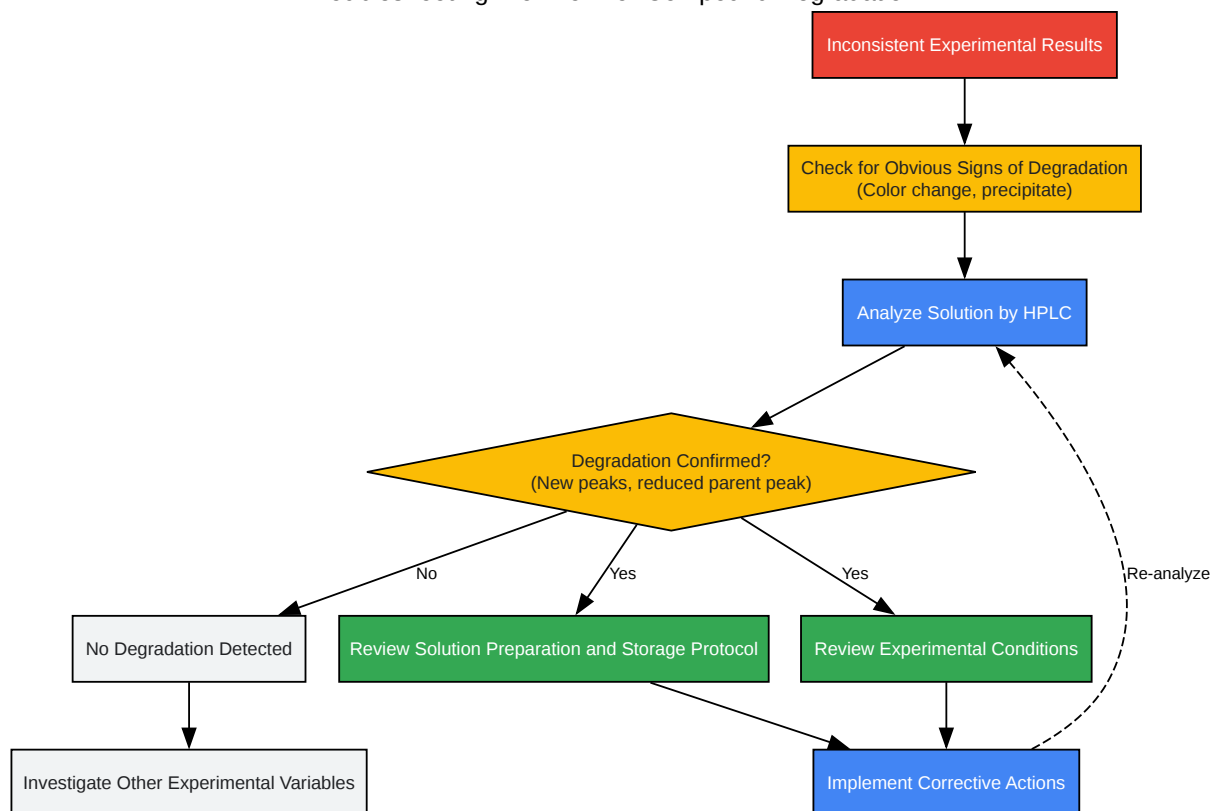 Inconsistent Experimental Results
Check for Obvious Signs of Degradation
(Color change, precipitate)
Analyze Solution by HPLC
Degradation Confirmed?
(New peaks, reduced parent peak)
No
Yes
Yes
Re-analyze
No Degradation Detected
Review Solution Preparation and Storage Protocol
Review Experimental Conditions
Investigate Other Experimental Variables
Implement Corrective Actions